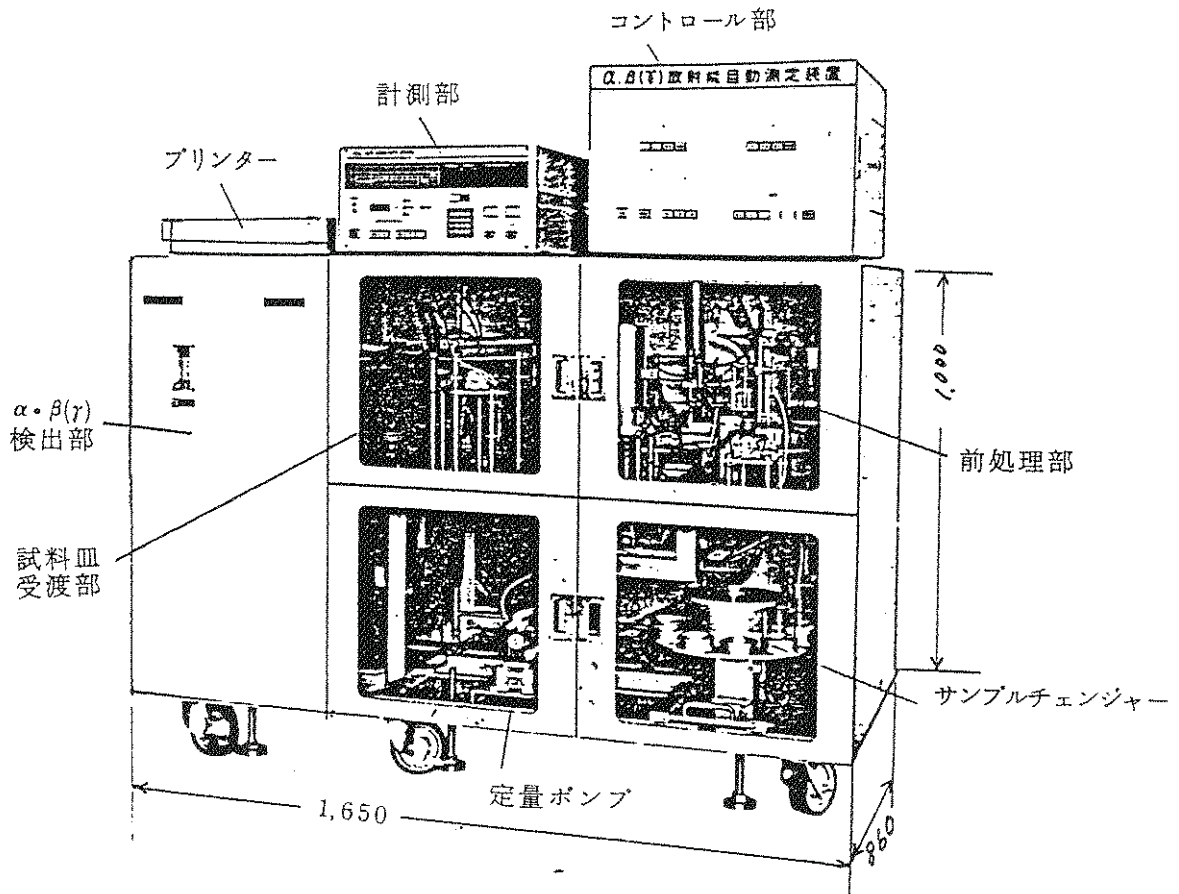 コントロール部
α.β(γ)放射能自動測定装置
計測部
プリンター
α・β(γ)
検出部
1,000
前処理部
試料皿
受渡部
サンプルチェンジャー
定量ポンプ
1,650
860